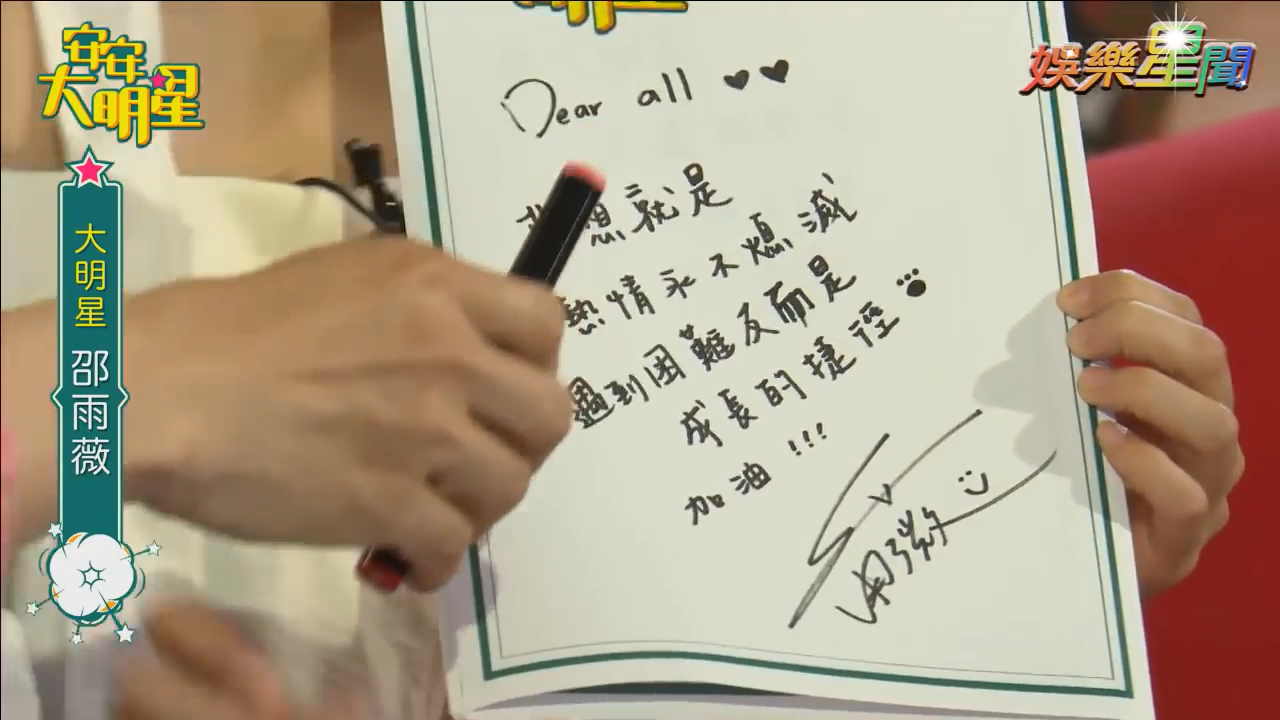 安安
大明星
大明星 邵雨薇
娛樂星聞
Dear all ♥♥
想就是
熱情永不熄滅
遇到困難反而是
成長的捷徑
加油!!!